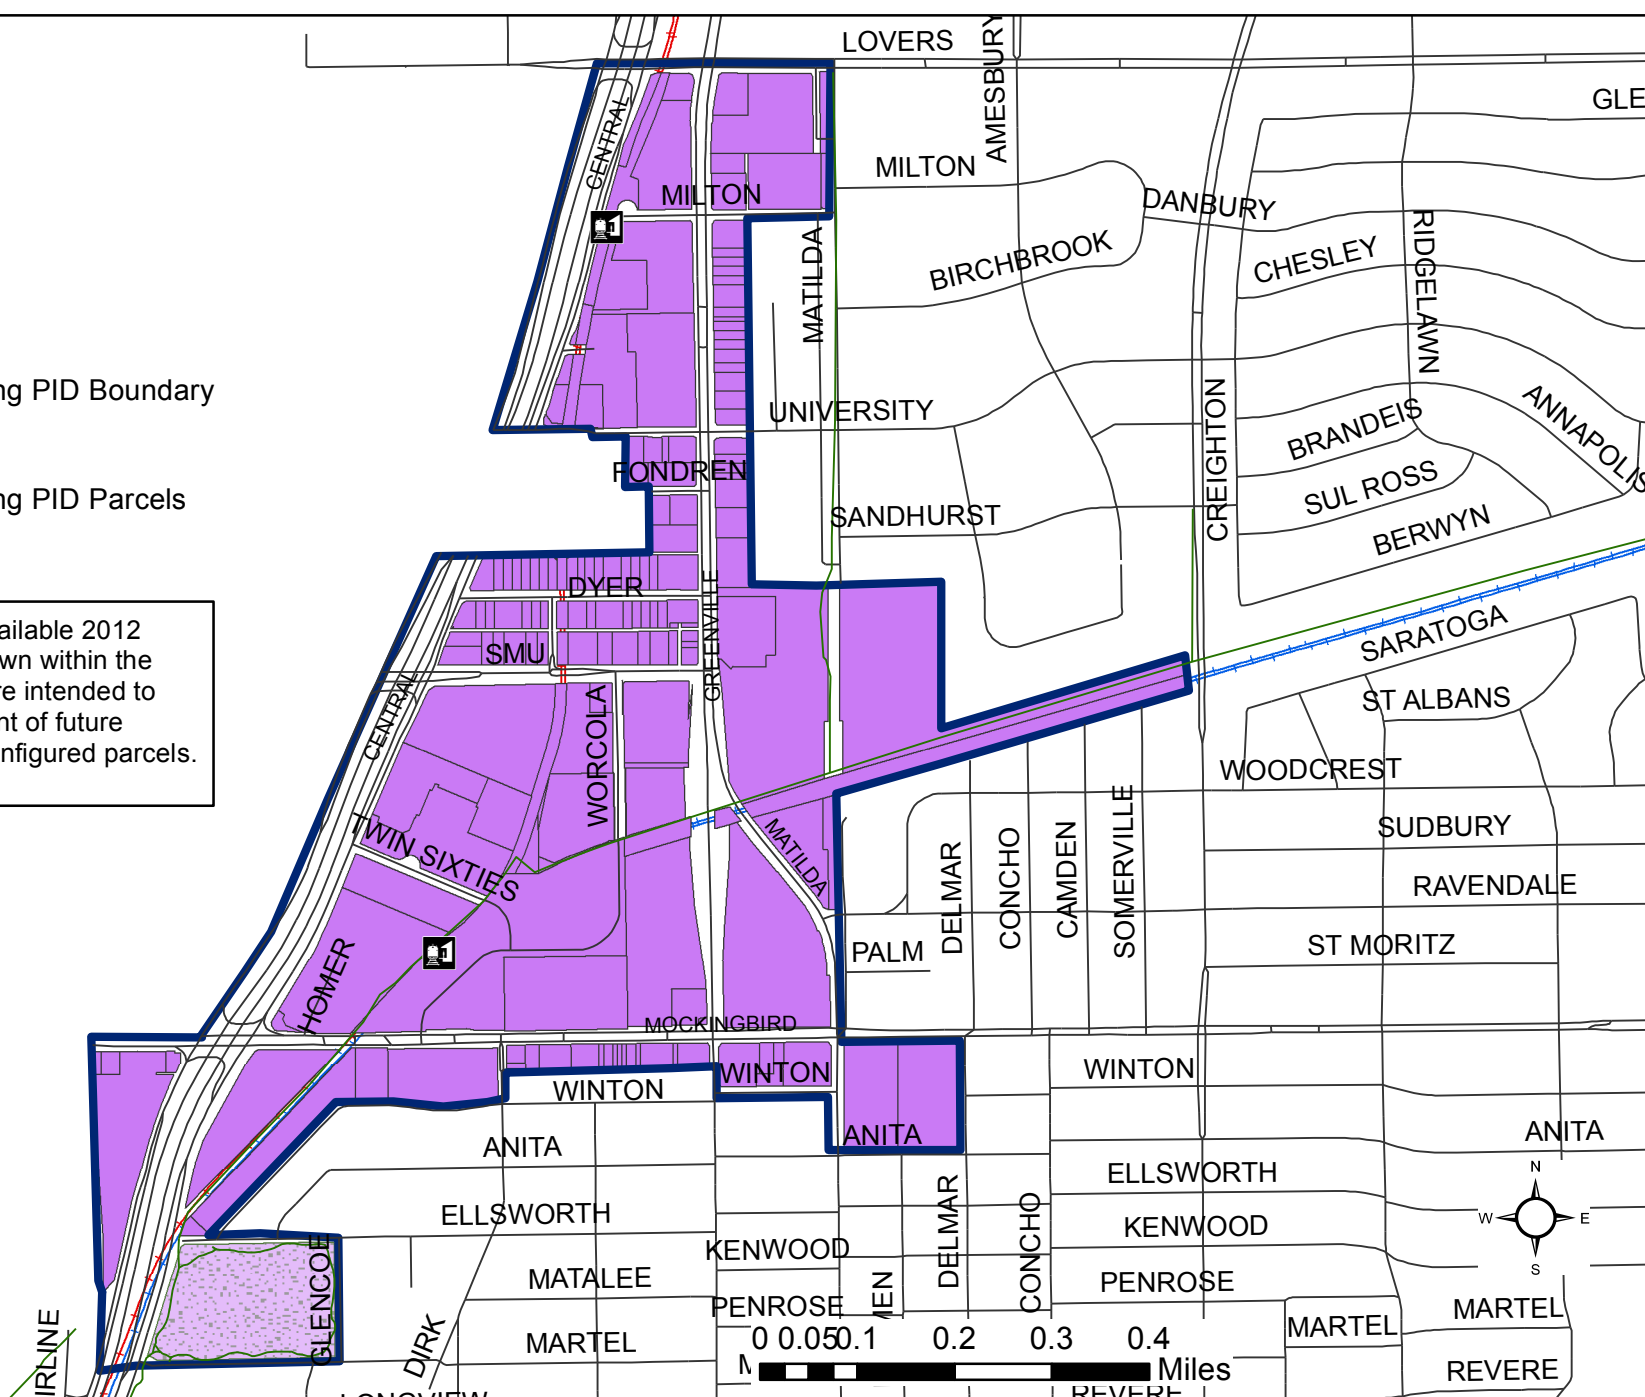 LOVERS
AMESBURY
GLE
CENTRAL
MILTON
MILTON
DANBURY
RIDGELAWN
MATILDA
BIRCHBROOK
CHESLEY
ng PID Boundary
UNIVERSITY
CREIGHTON
BRANDEIS
ANNAPOLIS
FONDREN
SUL ROSS
ng PID Parcels
SANDHURST
BERWYN
DYER
GREENVILLE
ailable 2012
wn within the
re intended to
nt of future
nfigured parcels.
SMU
SARATOGA
CENTRAL
WORCOLA
ST ALBANS
WOODCREST
TWIN SIXTIES
MATILDA
DELMAR
CONCHO
CAMDEN
SOMERVILLE
SUDBURY
RAVENDALE
HOMER
PALM
ST MORITZ
MOCKINGBIRD
WINTON
WINTON
WINTON
ANITA
ANITA
ANITA
ELLSWORTH
N
W
E
S
ELLSWORTH
DELMAR
CONCHO
KENWOOD
KENWOOD
GLENCOE
MATALEE
PENROSE
PENROSE
MARTEL
IRLINE
DIRK
MARTEL
MARTEL
0 0.05 0.1 0.2 0.3 0.4
Miles
REVERE
LONGVIEW
REVERE